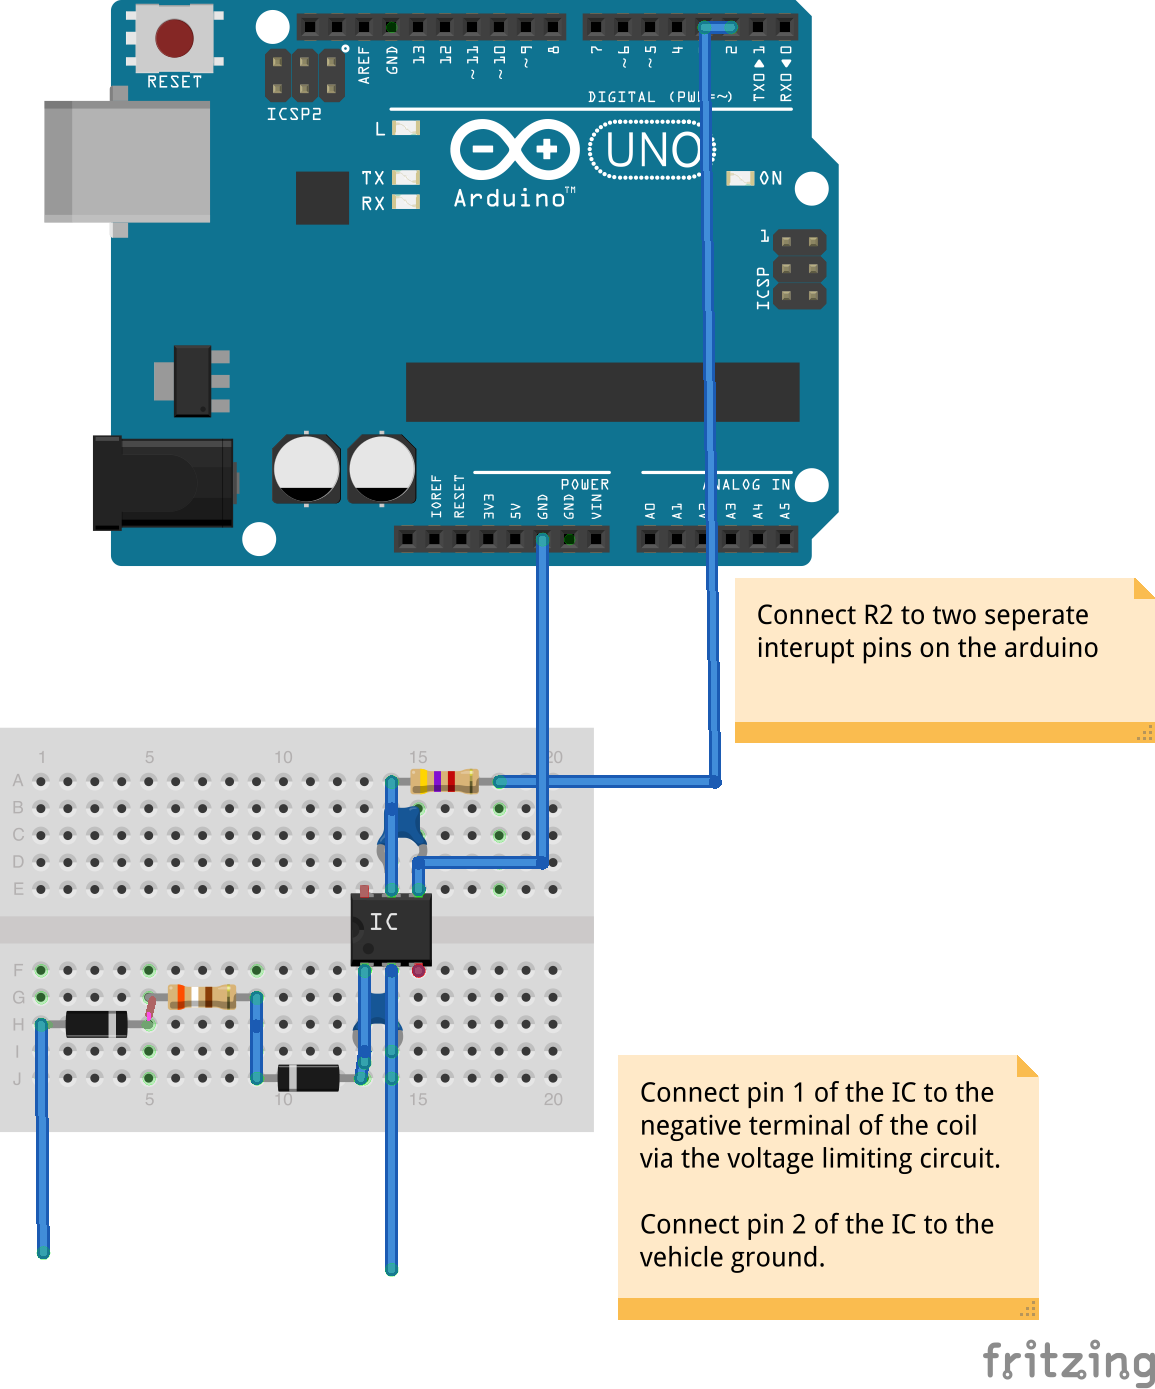 RESET
ICSP2
AREF
GND
13
12
~11
~10
~9
8
7
~6
~5
4
2
TX0▶1
RX0◀0
DIGITAL (PWM=~)
L
TX
RX
Arduino™
UNO
ON
1
ICSP
IOREF
RESET
3V3
5V
GND
GND
VIN
POWER
ANALOG IN
A0
A1
A2
A3
A4
A5
Connect R2 to two seperate
interupt pins on the arduino
1 5 10 15 20
A
B
C
D
E
IC
F
G
H
I
J
5 10 15 20
Connect pin 1 of the IC to the
negative terminal of the coil
via the voltage limiting circuit.
Connect pin 2 of the IC to the
vehicle ground.
fritzing